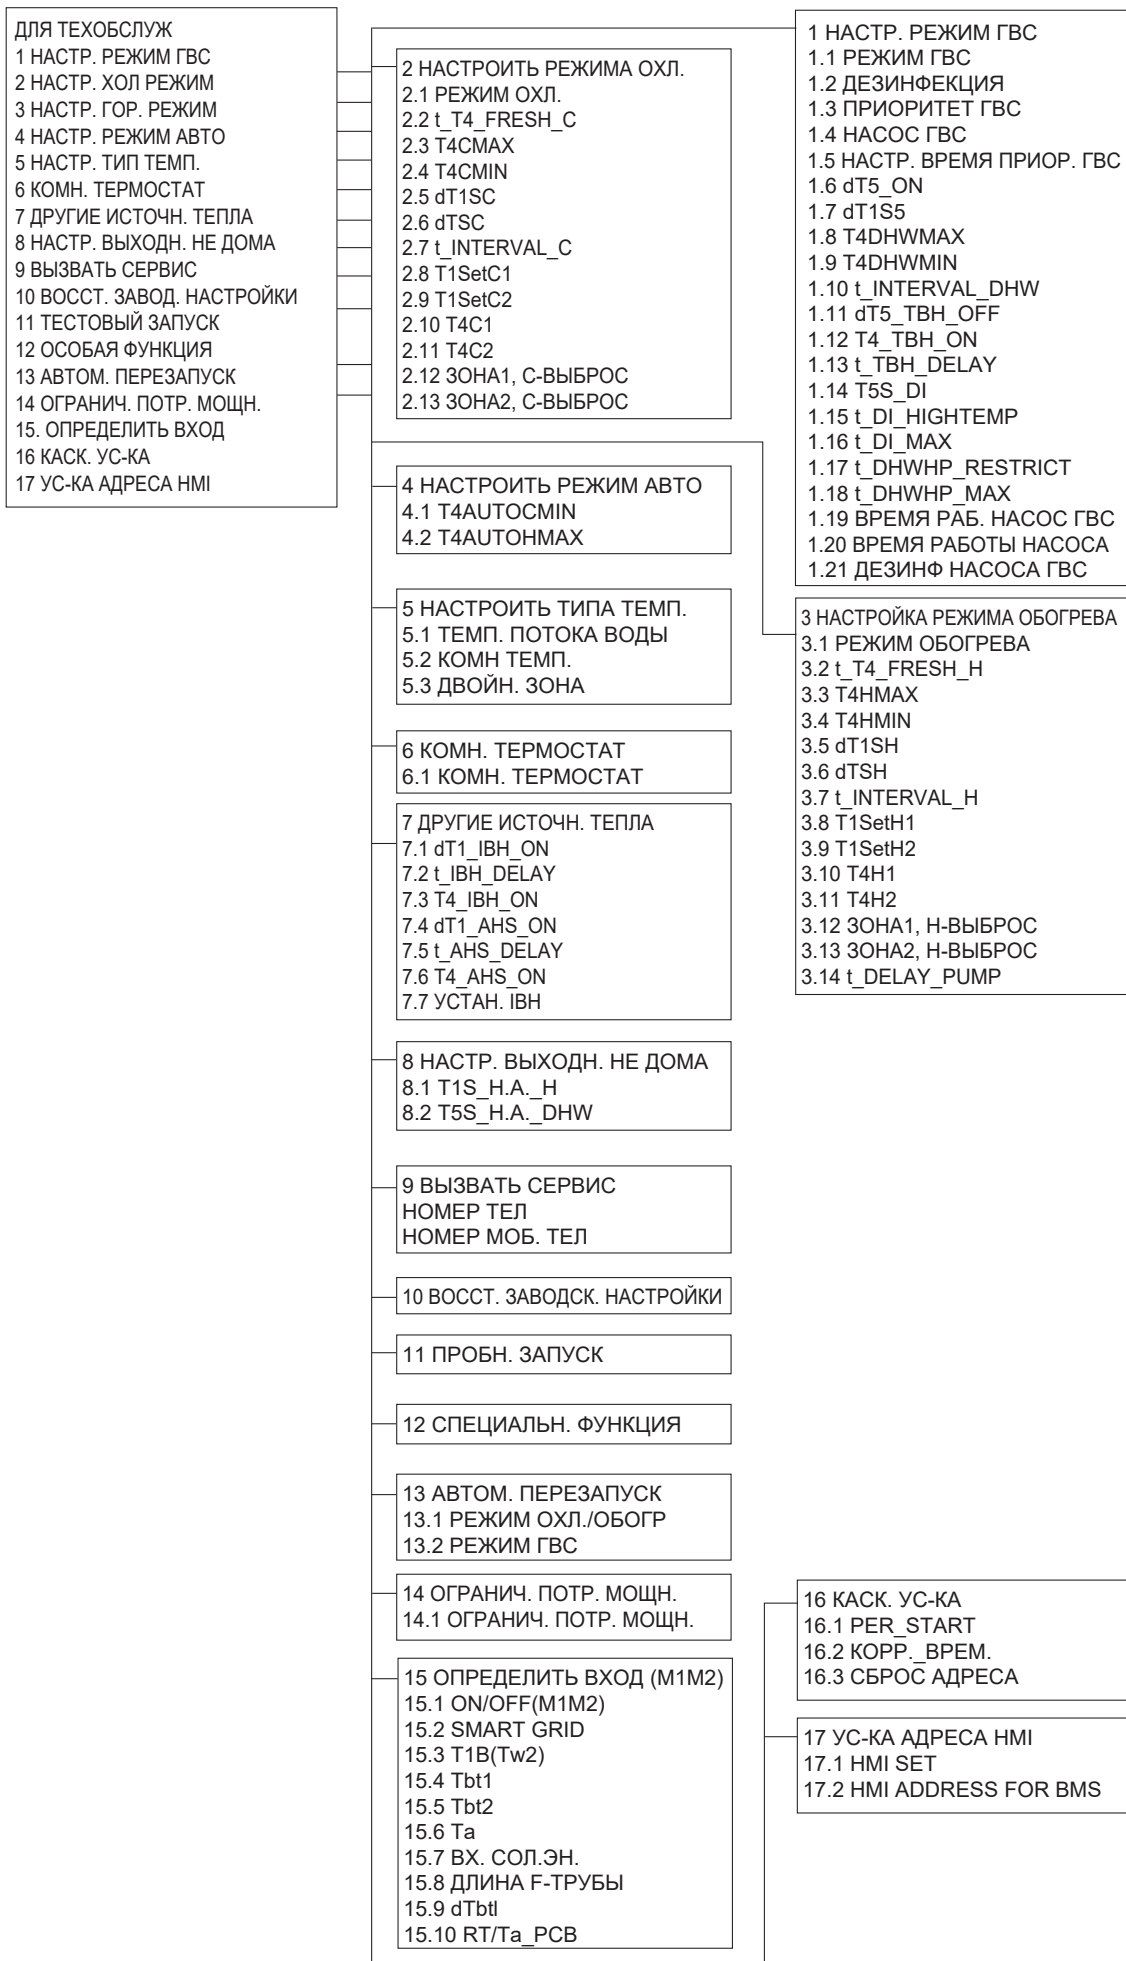 ДЛЯ ТЕХОБСЛУЖ
1 НАСТР. РЕЖИМ ГВС
2 НАСТР. ХОЛ РЕЖИМ
3 НАСТР. ГОР. РЕЖИМ
4 НАСТР. РЕЖИМ АВТО
5 НАСТР. ТИП ТЕМП.
6 КОМН. ТЕРМОСТАТ
7 ДРУГИЕ ИСТОЧН. ТЕПЛА
8 НАСТР. ВЫХОДН. НЕ ДОМА
9 ВЫЗВАТЬ СЕРВИС
10 ВОССТ. ЗАВОД. НАСТРОЙКИ
11 ТЕСТОВЫЙ ЗАПУСК
12 ОСОБАЯ ФУНКЦИЯ
13 АВТОМ. ПЕРЕЗАПУСК
14 ОГРАНИЧ. ПОТР. МОЩН.
15. ОПРЕДЕЛИТЬ ВХОД
16 КАСК. УС-КА
17 УС-КА АДРЕСА HMI
2 НАСТРОИТЬ РЕЖИМА ОХЛ.
2.1 РЕЖИМ ОХЛ.
2.2 t_T4_FRESH_C
2.3 T4CMAX
2.4 T4CMIN
2.5 dT1SC
2.6 dTSC
2.7 t_INTERVAL_C
2.8 T1SetC1
2.9 T1SetC2
2.10 T4C1
2.11 T4C2
2.12 ЗОНА1, C-ВЫБРОС
2.13 ЗОНА2, C-ВЫБРОС
4 НАСТРОИТЬ РЕЖИМ АВТО
4.1 T4AUTOCMIN
4.2 T4AUTOHMAX
5 НАСТРОИТЬ ТИПА ТЕМП.
5.1 ТЕМП. ПОТОКА ВОДЫ
5.2 КОМН ТЕМП.
5.3 ДВОЙН. ЗОНА
6 КОМН. ТЕРМОСТАТ
6.1 КОМН. ТЕРМОСТАТ
7 ДРУГИЕ ИСТОЧН. ТЕПЛА
7.1 dT1_IBH_ON
7.2 t_IBH_DELAY
7.3 T4_IBH_ON
7.4 dT1_AHS_ON
7.5 t_AHS_DELAY
7.6 T4_AHS_ON
7.7 УСТАН. IBH
8 НАСТР. ВЫХОДН. НЕ ДОМА
8.1 T1S_H.A._H
8.2 T5S_H.A._DHW
9 ВЫЗВАТЬ СЕРВИС
НОМЕР ТЕЛ
НОМЕР МОБ. ТЕЛ
10 ВОССТ. ЗАВОДСК. НАСТРОЙКИ
11 ПРОБН. ЗАПУСК
12 СПЕЦИАЛЬН. ФУНКЦИЯ
13 АВТОМ. ПЕРЕЗАПУСК
13.1 РЕЖИМ ОХЛ./ОБОГР
13.2 РЕЖИМ ГВС
14 ОГРАНИЧ. ПОТР. МОЩН.
14.1 ОГРАНИЧ. ПОТР. МОЩН.
15 ОПРЕДЕЛИТЬ ВХОД (M1M2)
15.1 ON/OFF(M1M2)
15.2 SMART GRID
15.3 T1B(Tw2)
15.4 Tbt1
15.5 Tbt2
15.6 Ta
15.7 ВХ. СОЛ.ЭН.
15.8 ДЛИНА F-ТРУБЫ
15.9 dTbtl
15.10 RT/Ta_PCB
1 НАСТР. РЕЖИМ ГВС
1.1 РЕЖИМ ГВС
1.2 ДЕЗИНФЕКЦИЯ
1.3 ПРИОРИТЕТ ГВС
1.4 НАСОС ГВС
1.5 НАСТР. ВРЕМЯ ПРИОР. ГВС
1.6 dT5_ON
1.7 dT1S5
1.8 T4DHWMAX
1.9 T4DHWMIN
1.10 t_INTERVAL_DHW
1.11 dT5_TBH_OFF
1.12 T4_TBH_ON
1.13 t_TBH_DELAY
1.14 T5S_DI
1.15 t_DI_HIGHTEMP
1.16 t_DI_MAX
1.17 t_DHWHP_RESTRICT
1.18 t_DHWHP_MAX
1.19 ВРЕМЯ РАБ. НАСОС ГВС
1.20 ВРЕМЯ РАБОТЫ НАСОСА
1.21 ДЕЗИНФ НАСОСА ГВС
3 НАСТРОЙКА РЕЖИМА ОБОГРЕВА
3.1 РЕЖИМ ОБОГРЕВА
3.2 t_T4_FRESH_H
3.3 T4HMAX
3.4 T4HMIN
3.5 dT1SH
3.6 dTSH
3.7 t_INTERVAL_H
3.8 T1SetH1
3.9 T1SetH2
3.10 T4H1
3.11 T4H2
3.12 ЗОНА1, H-ВЫБРОС
3.13 ЗОНА2, H-ВЫБРОС
3.14 t_DELAY_PUMP
16 КАСК. УС-КА
16.1 PER_START
16.2 КОРР._ВРЕМ.
16.3 СБРОС АДРЕСА
17 УС-КА АДРЕСА HMI
17.1 HMI SET
17.2 HMI ADDRESS FOR BMS